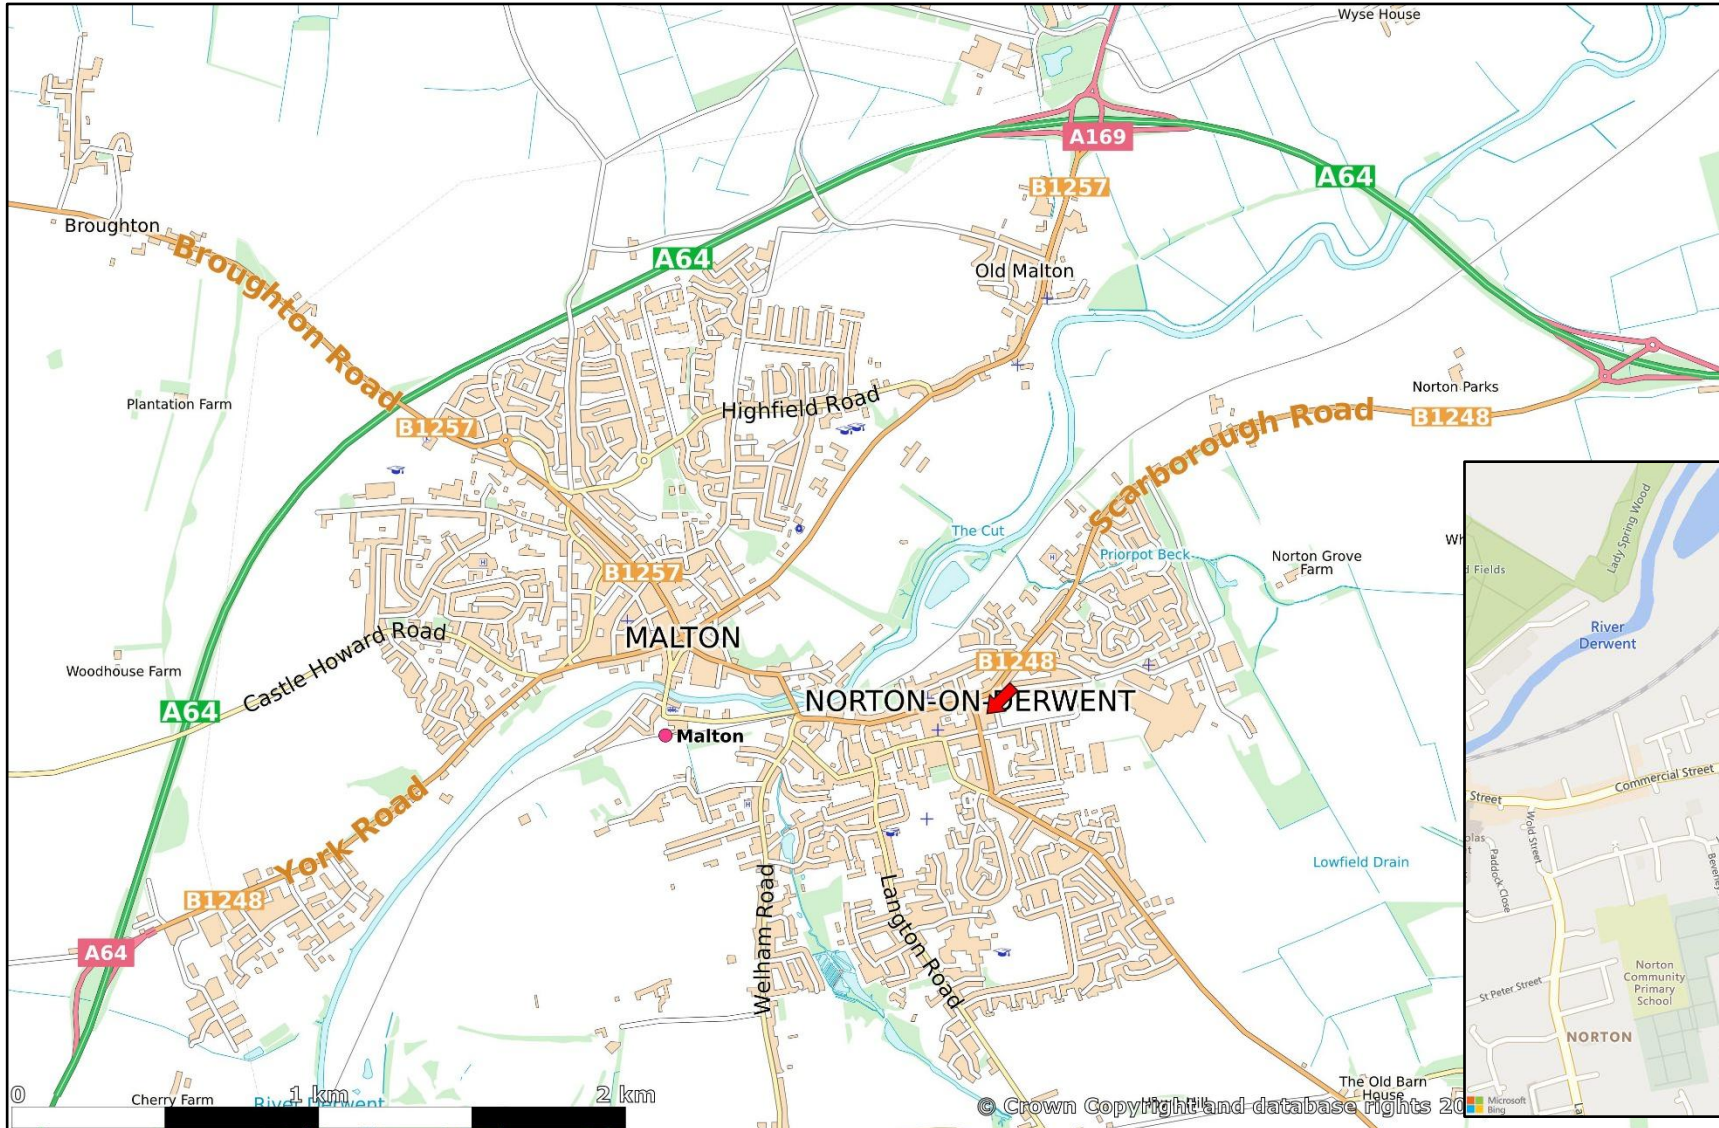 Wyse House
A169
A64
B1257
Broughton
A64
Old Malton
Broughton Road
Norton Parks
Plantation Farm
Highfield Road
Scarborough Road
B1248
B1257
The Cut
Priorpot Beck
Norton Grove
Farm
B1257
MALTON
Castle Howard Road
Woodhouse Farm
B1248
NORTON-ON-DERWENT
A64
Malton
York Road
Lowfield Drain
B1248
Welham Road
Langton Road
A64
The Old Barn
House
Cherry Farm
River Derwent
0
1 km
2 km
© Crown Copyright and database rights 20
Lady Spring Wood
d Fields
River
Derwent
Commercial Street
Street
Wold Street
Paddock Close
Beverley
Norton
Community
Primary
School
St Peter Street
NORTON
La
Microsoft
Bing